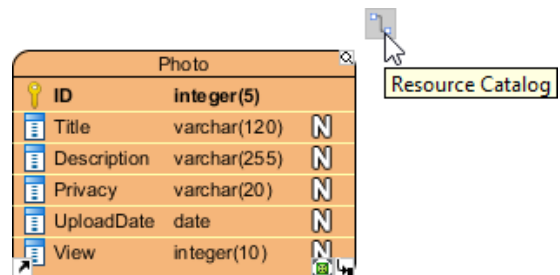 Photo
Resource Catalog
ID integer(5)
Title varchar(120) N
Description varchar(255) N
Privacy varchar(20) N
UploadDate date N
View integer(10) N